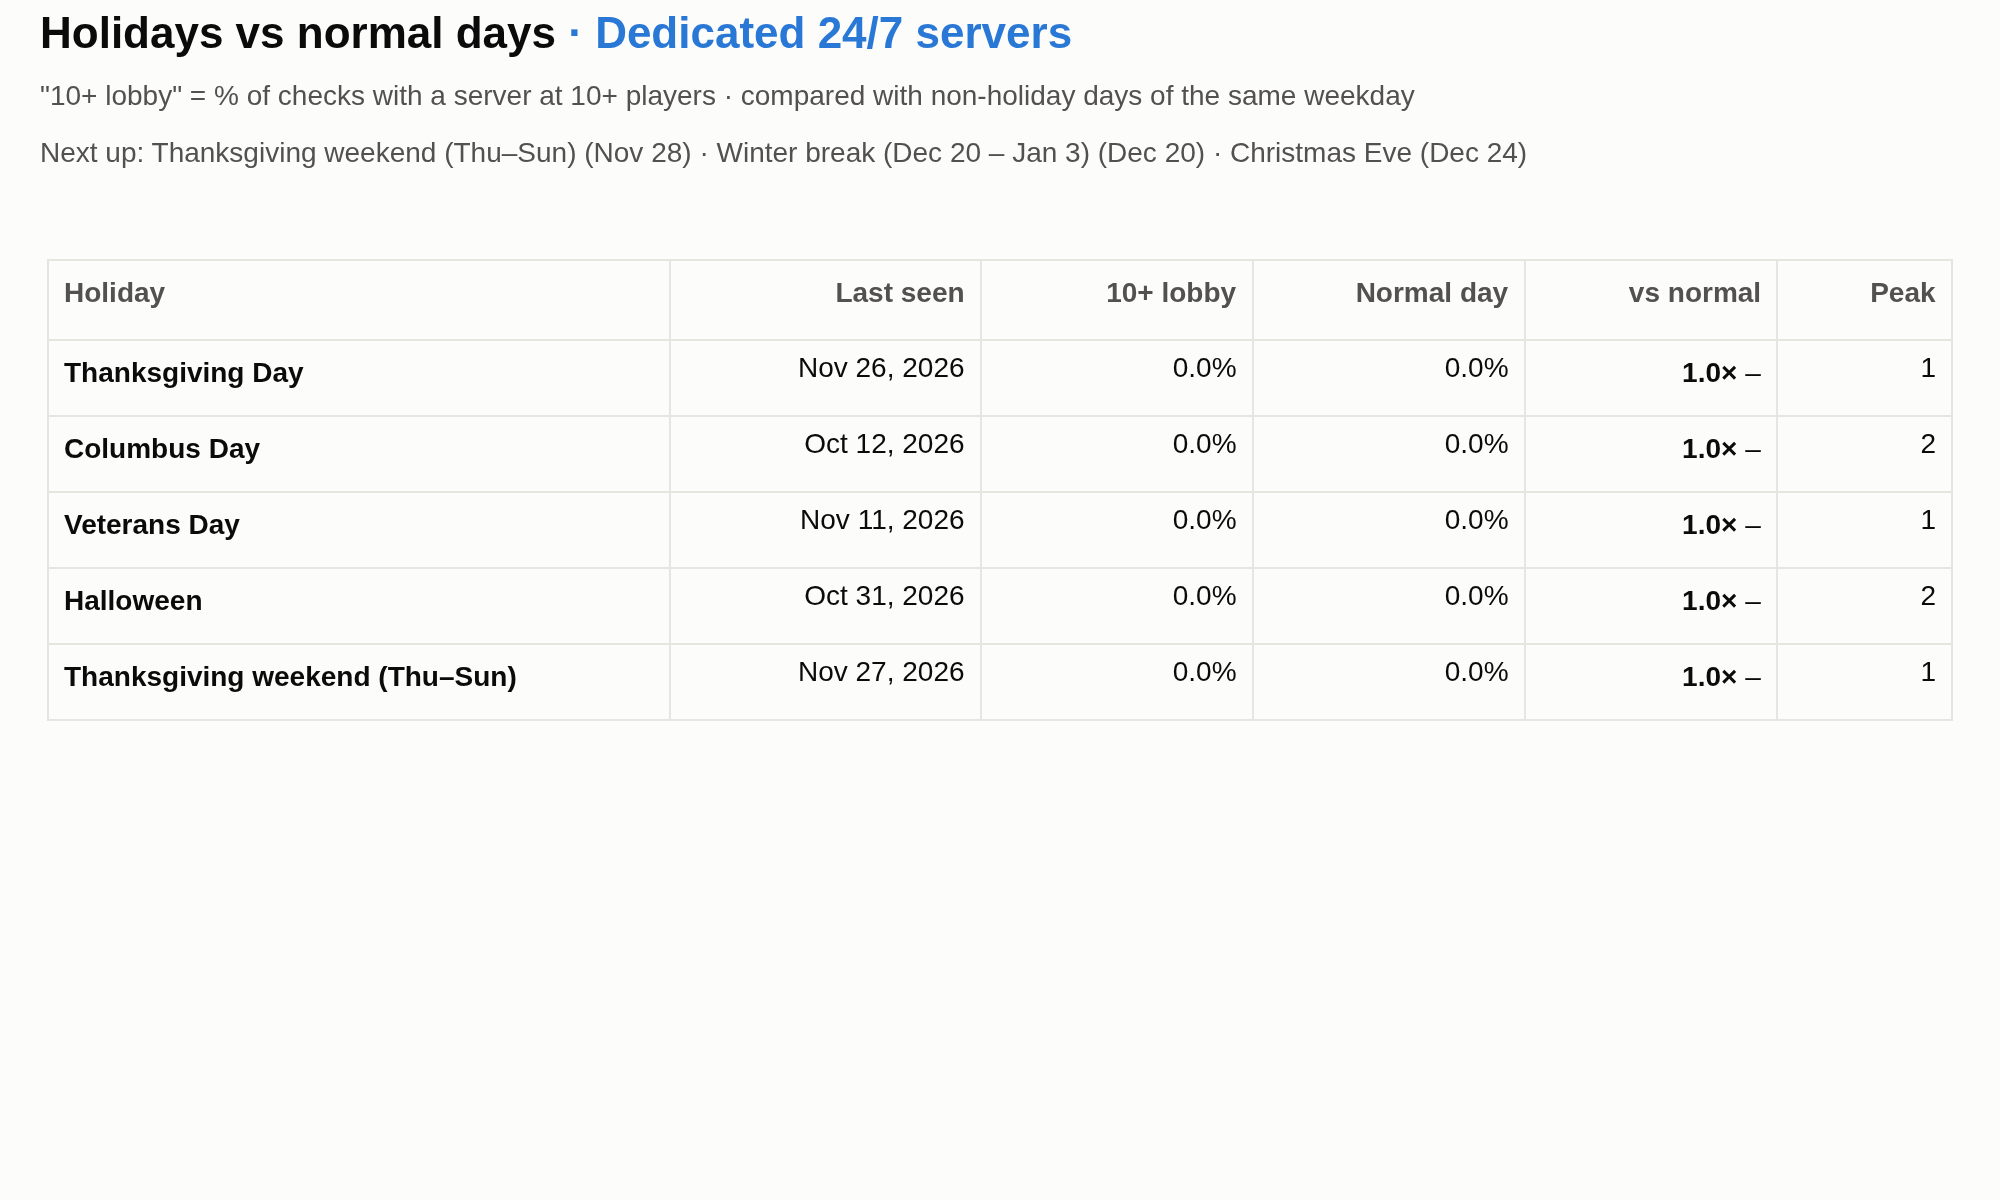 Holidays vs normal days · Dedicated 24/7 servers
"10+ lobby" = % of checks with a server at 10+ players · compared with non-holiday days of the same weekday
Next up: Thanksgiving weekend (Thu–Sun) (Nov 28) · Winter break (Dec 20 – Jan 3) (Dec 20) · Christmas Eve (Dec 24)
Holiday Last seen 10+ lobby Normal day vs normal Peak
Thanksgiving Day Nov 26, 2026 0.0% 0.0% 1.0× – 1
Columbus Day Oct 12, 2026 0.0% 0.0% 1.0× – 2
Veterans Day Nov 11, 2026 0.0% 0.0% 1.0× – 1
Halloween Oct 31, 2026 0.0% 0.0% 1.0× – 2
Thanksgiving weekend (Thu–Sun) Nov 27, 2026 0.0% 0.0% 1.0× – 1